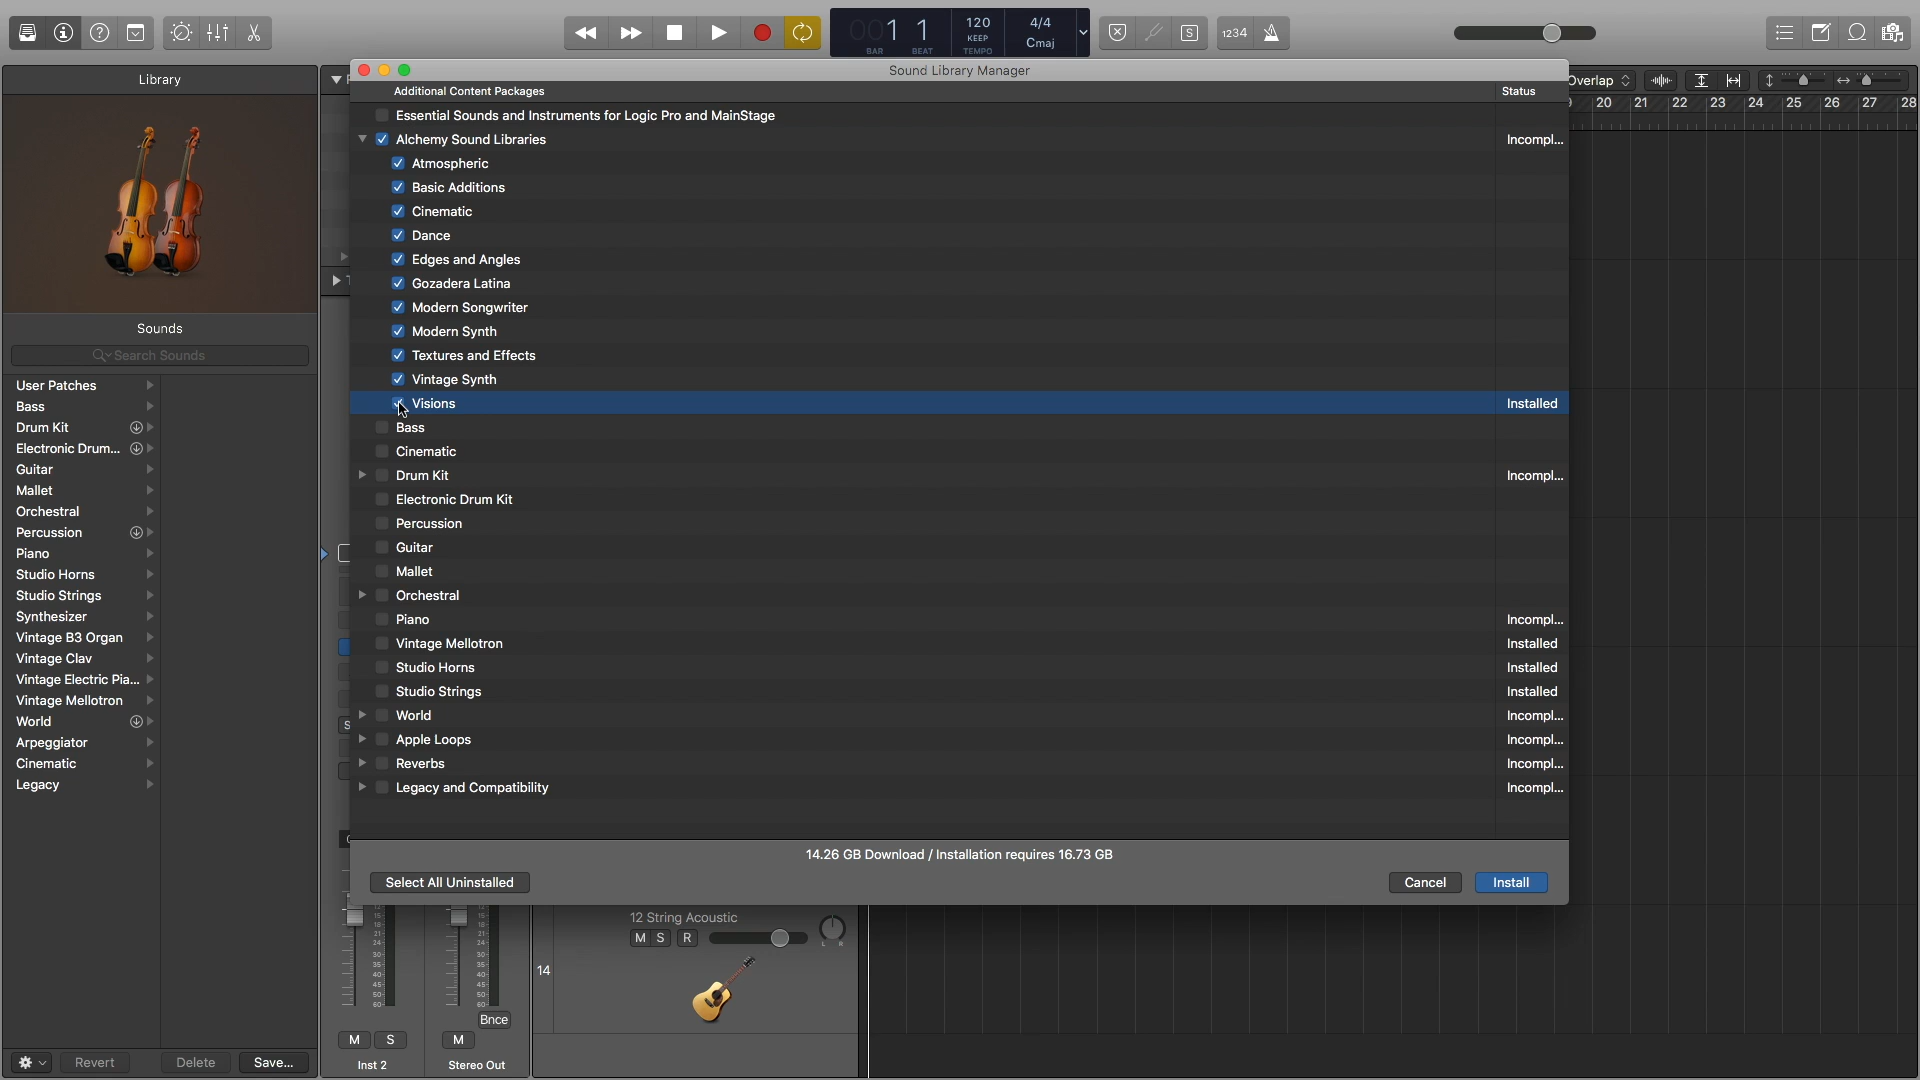 001 1
BAR BEAT
120
KEEP
TEMPO
4/4
Cmaj
S
1234
Library
Sound Library Manager
Additional Content Packages
Status
Overlap
20 21 22 23 24 25 26 27 28
Essential Sounds and Instruments for Logic Pro and MainStage
Alchemy Sound Libraries
Incompl...
Atmospheric
Basic Additions
Cinematic
Dance
Edges and Angles
Gozadera Latina
Modern Songwriter
Modern Synth
Textures and Effects
Vintage Synth
Visions
Installed
Bass
Cinematic
Drum Kit
Incompl...
Electronic Drum Kit
Percussion
Guitar
Mallet
Orchestral
Piano
Incompl...
Vintage Mellotron
Installed
Studio Horns
Installed
Studio Strings
Installed
World
Incompl...
Apple Loops
Incompl...
Reverbs
Incompl...
Legacy and Compatibility
Incompl...
14.26 GB Download / Installation requires 16.73 GB
Select All Uninstalled
Cancel
Install
Sounds
Search Sounds
User Patches
Bass
Drum Kit
Electronic Drum...
Guitar
Mallet
Orchestral
Percussion
Piano
Studio Horns
Studio Strings
Synthesizer
Vintage B3 Organ
Vintage Clav
Vintage Electric Pia...
Vintage Mellotron
World
Arpeggiator
Cinematic
Legacy
Revert
Delete
Save...
Bnce
M S
M
Inst 2
Stereo Out
14
12 String Acoustic
M S R
L R